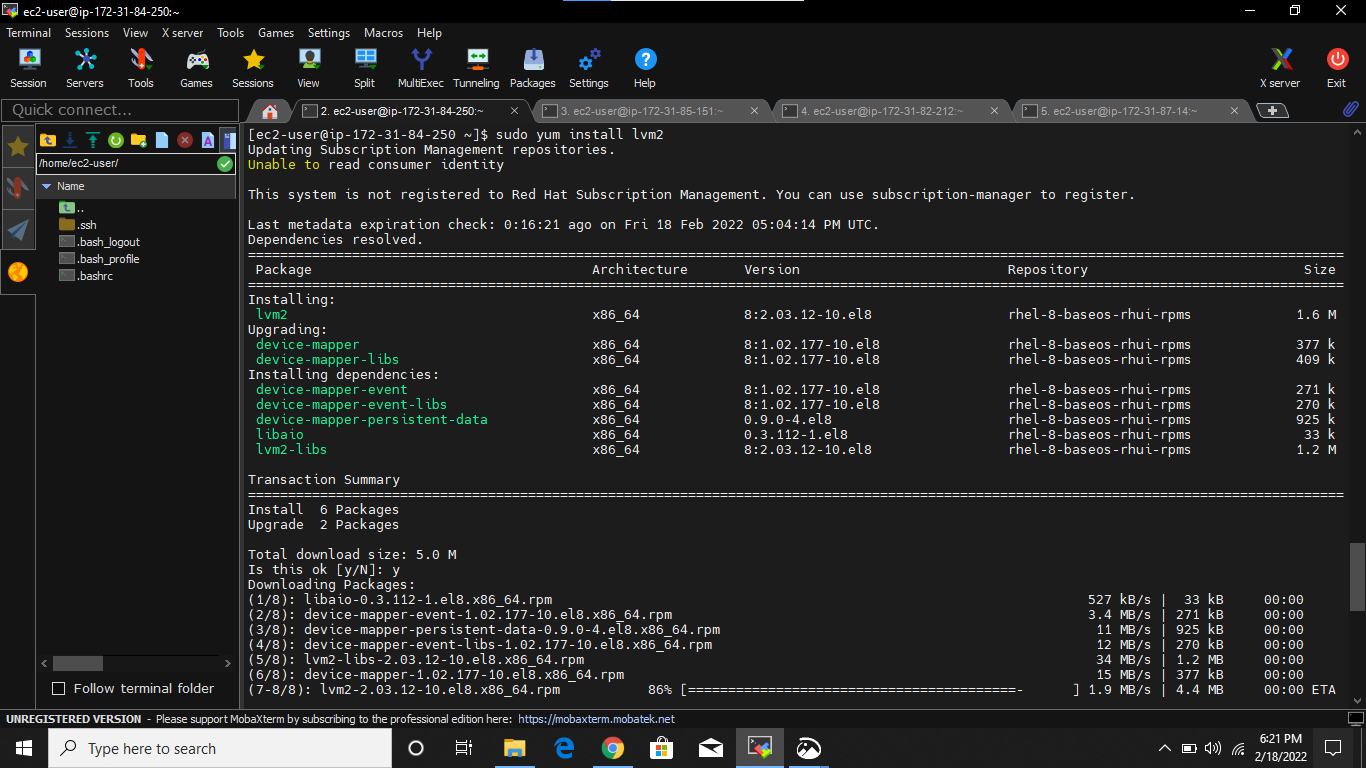 ec2-user@ip-172-31-84-250:~
Terminal Sessions View X server Tools Games Settings Macros Help
Session Servers Tools Games Sessions View Split MultiExec Tunneling Packages Settings Help X server Exit
Quick connect...
2. ec2-user@ip-172-31-84-250:~
3. ec2-user@ip-172-31-85-151:~
4. ec2-user@ip-172-31-82-212:~
5. ec2-user@ip-172-31-87-14:~
/home/ec2-user/
Name
..
.ssh
.bash_logout
.bash_profile
.bashrc
Follow terminal folder
[ec2-user@ip-172-31-84-250 ~]$ sudo yum install lvm2
Updating Subscription Management repositories.
Unable to read consumer identity
This system is not registered to Red Hat Subscription Management. You can use subscription-manager to register.
Last metadata expiration check: 0:16:21 ago on Fri 18 Feb 2022 05:04:14 PM UTC.
Dependencies resolved.
Package Architecture Version Repository Size
Installing:
lvm2 x86_64 8:2.03.12-10.el8 rhel-8-baseos-rhui-rpms 1.6 M
Upgrading:
device-mapper x86_64 8:1.02.177-10.el8 rhel-8-baseos-rhui-rpms 377 k
device-mapper-libs x86_64 8:1.02.177-10.el8 rhel-8-baseos-rhui-rpms 409 k
Installing dependencies:
device-mapper-event x86_64 8:1.02.177-10.el8 rhel-8-baseos-rhui-rpms 271 k
device-mapper-event-libs x86_64 8:1.02.177-10.el8 rhel-8-baseos-rhui-rpms 270 k
device-mapper-persistent-data x86_64 0.9.0-4.el8 rhel-8-baseos-rhui-rpms 925 k
libaio x86_64 0.3.112-1.el8 rhel-8-baseos-rhui-rpms 33 k
lvm2-libs x86_64 8:2.03.12-10.el8 rhel-8-baseos-rhui-rpms 1.2 M
Transaction Summary
Install 6 Packages
Upgrade 2 Packages
Total download size: 5.0 M
Is this ok [y/N]: y
Downloading Packages:
(1/8): libaio-0.3.112-1.el8.x86_64.rpm 527 kB/s | 33 kB 00:00
(2/8): device-mapper-event-1.02.177-10.el8.x86_64.rpm 3.4 MB/s | 271 kB 00:00
(3/8): device-mapper-persistent-data-0.9.0-4.el8.x86_64.rpm 11 MB/s | 925 kB 00:00
(4/8): device-mapper-event-libs-1.02.177-10.el8.x86_64.rpm 12 MB/s | 270 kB 00:00
(5/8): lvm2-libs-2.03.12-10.el8.x86_64.rpm 34 MB/s | 1.2 MB 00:00
(6/8): device-mapper-1.02.177-10.el8.x86_64.rpm 15 MB/s | 377 kB 00:00
(7-8/8): lvm2-2.03.12-10.el8.x86_64.rpm 86% [=========================================- ] 1.9 MB/s | 4.4 MB 00:00 ETA
UNREGISTERED VERSION - Please support MobaXterm by subscribing to the professional edition here: https://mobaxterm.mobatek.net
Type here to search
6:21 PM
2/18/2022